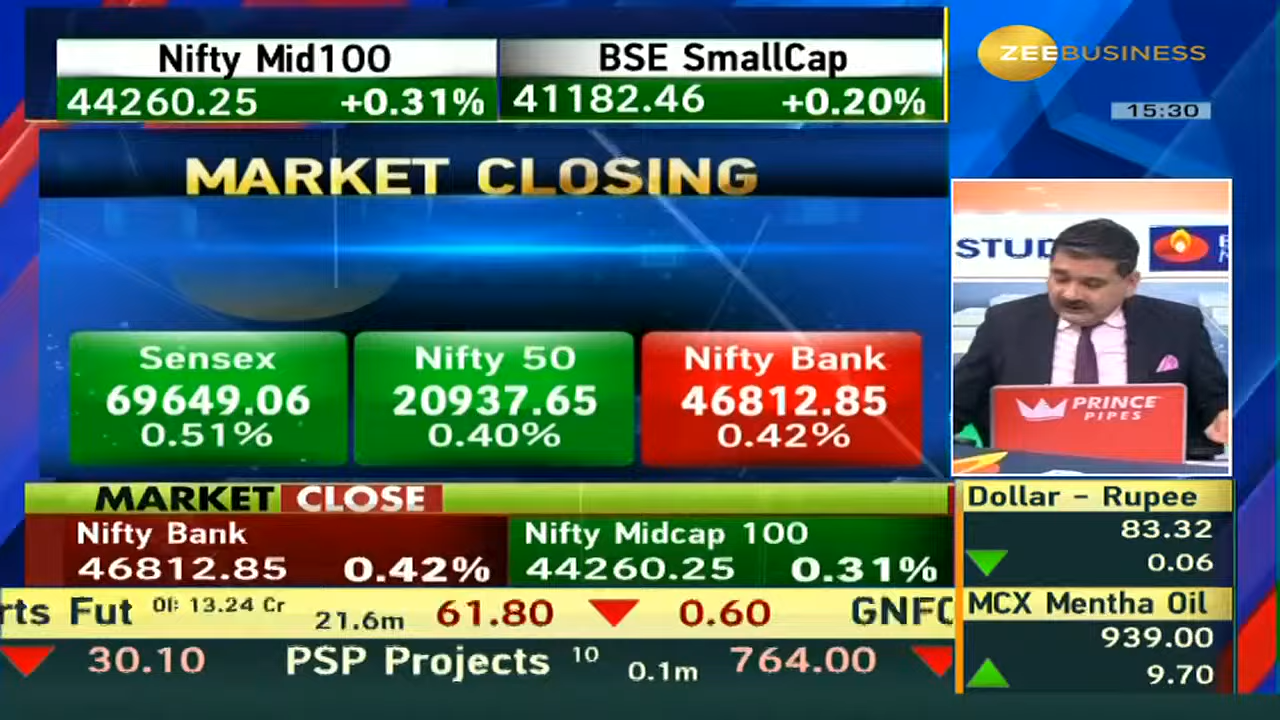 Nifty Mid100
44260.25 +0.31%
BSE SmallCap
41182.46 +0.20%
ZEEBUSINESS
15:30
MARKET CLOSING
STUD
Sensex
69649.06
0.51%
Nifty 50
20937.65
0.40%
Nifty Bank
46812.85
0.42%
PRINCE
PIPES
MARKET CLOSE
Nifty Bank
46812.85 0.42%
Nifty Midcap 100
44260.25 0.31%
Dollar - Rupee
83.32
0.06
MCX Mentha Oil
939.00
9.70
rts Fut OI: 13.24 Cr 21.6m 61.80 0.60 GNFC
30.10 PSP Projects 10 0.1m 764.00